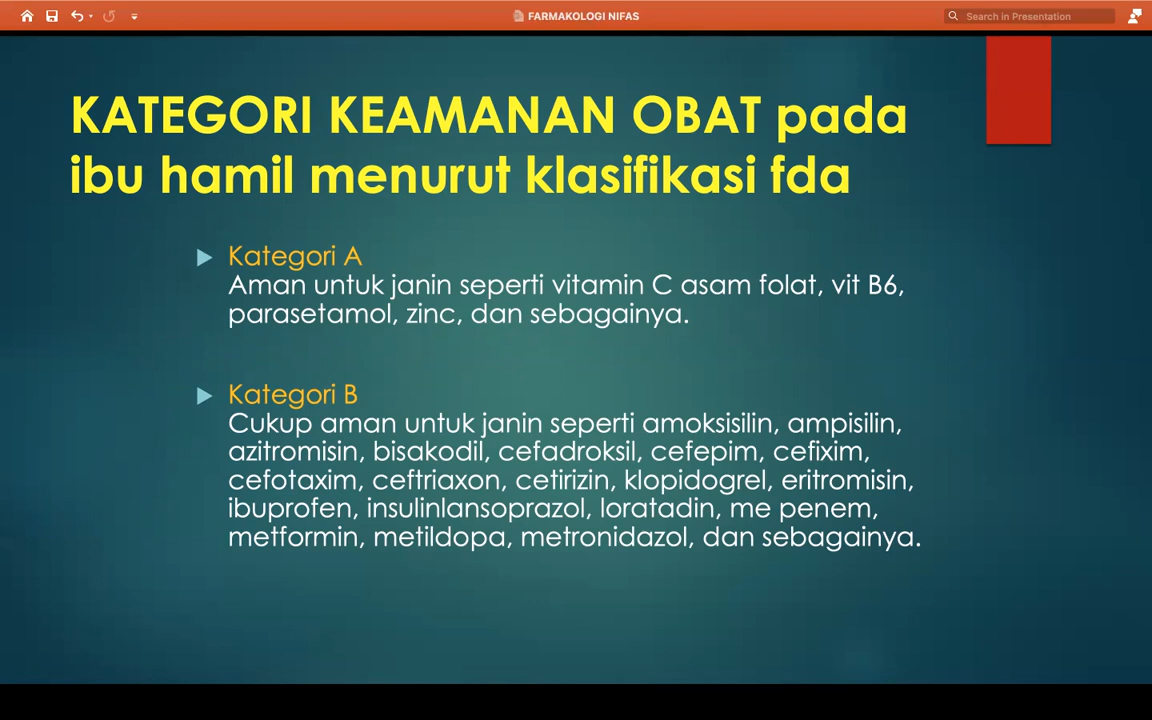 FARMAKOLOGI NIFAS
Search in Presentation
KATEGORI KEAMANAN OBAT pada
ibu hamil menurut klasifikasi fda
Kategori A
Aman untuk janin seperti vitamin C asam folat, vit B6,
parasetamol, zinc, dan sebagainya.
Kategori B
Cukup aman untuk janin seperti amoksisilin, ampisilin,
azitromisin, bisakodil, cefadroksil, cefepim, cefixim,
cefotaxim, ceftriaxon, cetirizin, klopidogrel, eritromisin,
ibuprofen, insulinlansoprazol, loratadin, me penem,
metformin, metildopa, metronidazol, dan sebagainya.